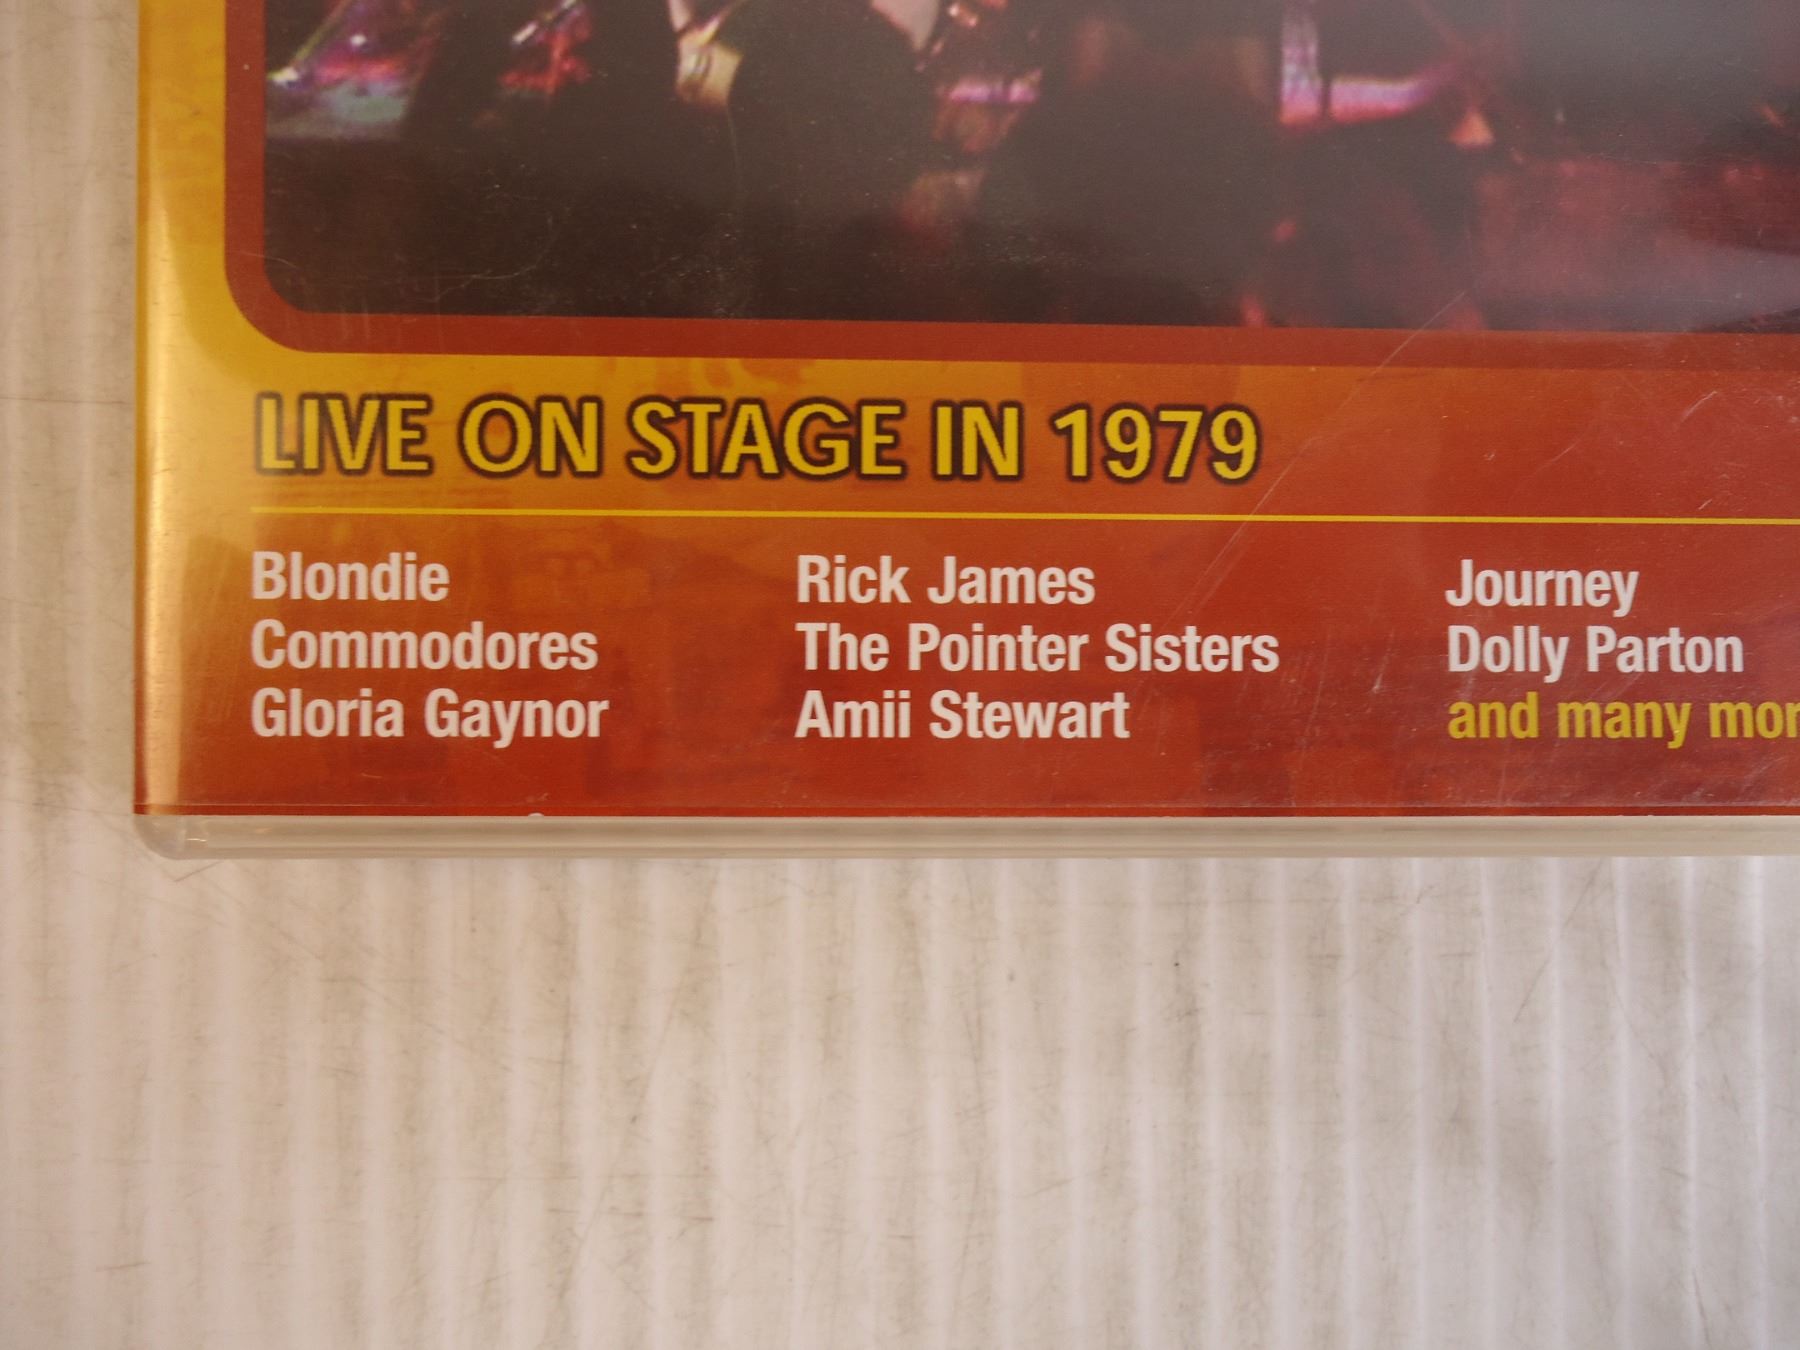 LIVE ON STAGE IN 1979
Blondie
Commodores
Gloria Gaynor
Rick James
The Pointer Sisters
Amii Stewart
Journey
Dolly Parton
and many mor